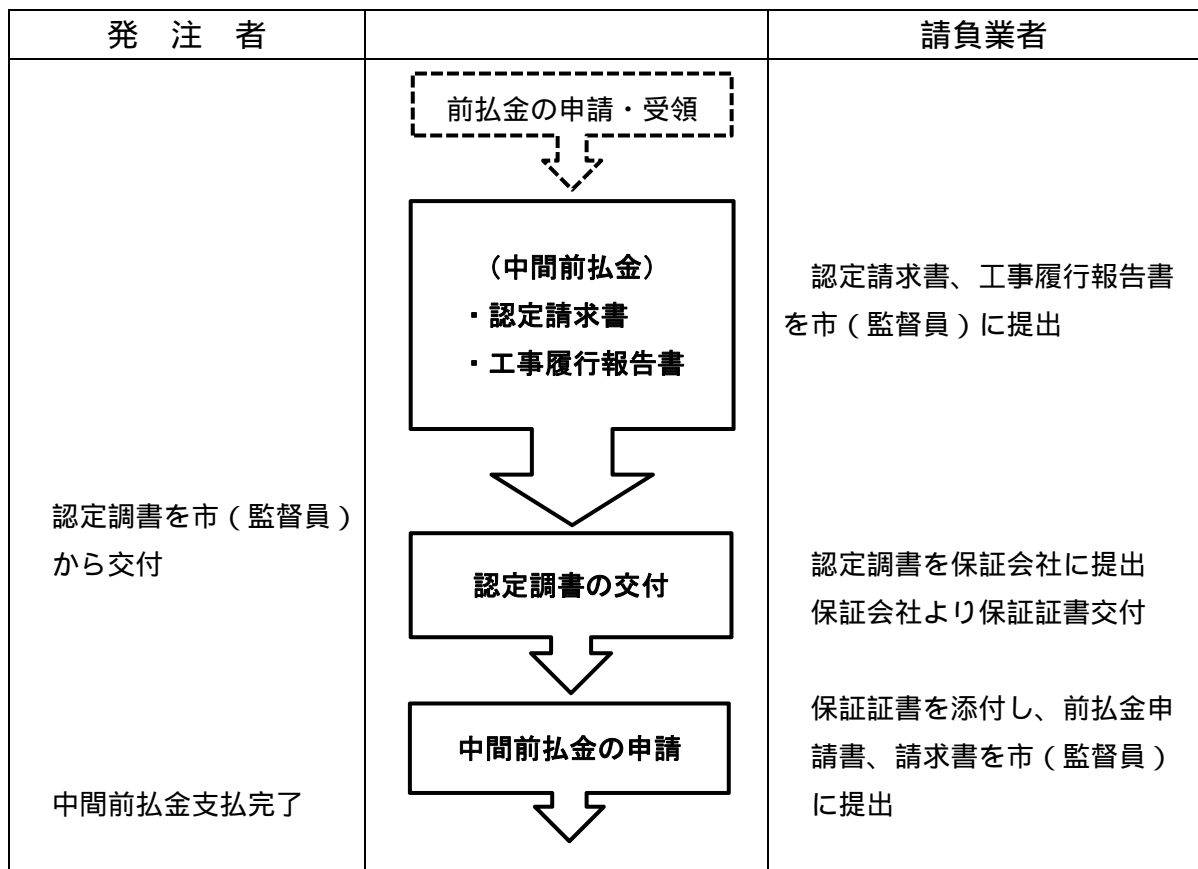 発　注　者
請負業者
前払金の申請・受領
（中間前払金）
・認定請求書
・工事履行報告書
認定請求書、工事履行報告書
を市（監督員）に提出
認定調書を市（監督員）
から交付
認定調書の交付
認定調書を保証会社に提出
保証会社より保証証書交付
中間前払金の申請
保証証書を添付し、前払金申
請書、請求書を市（監督員）
に提出
中間前払金支払完了